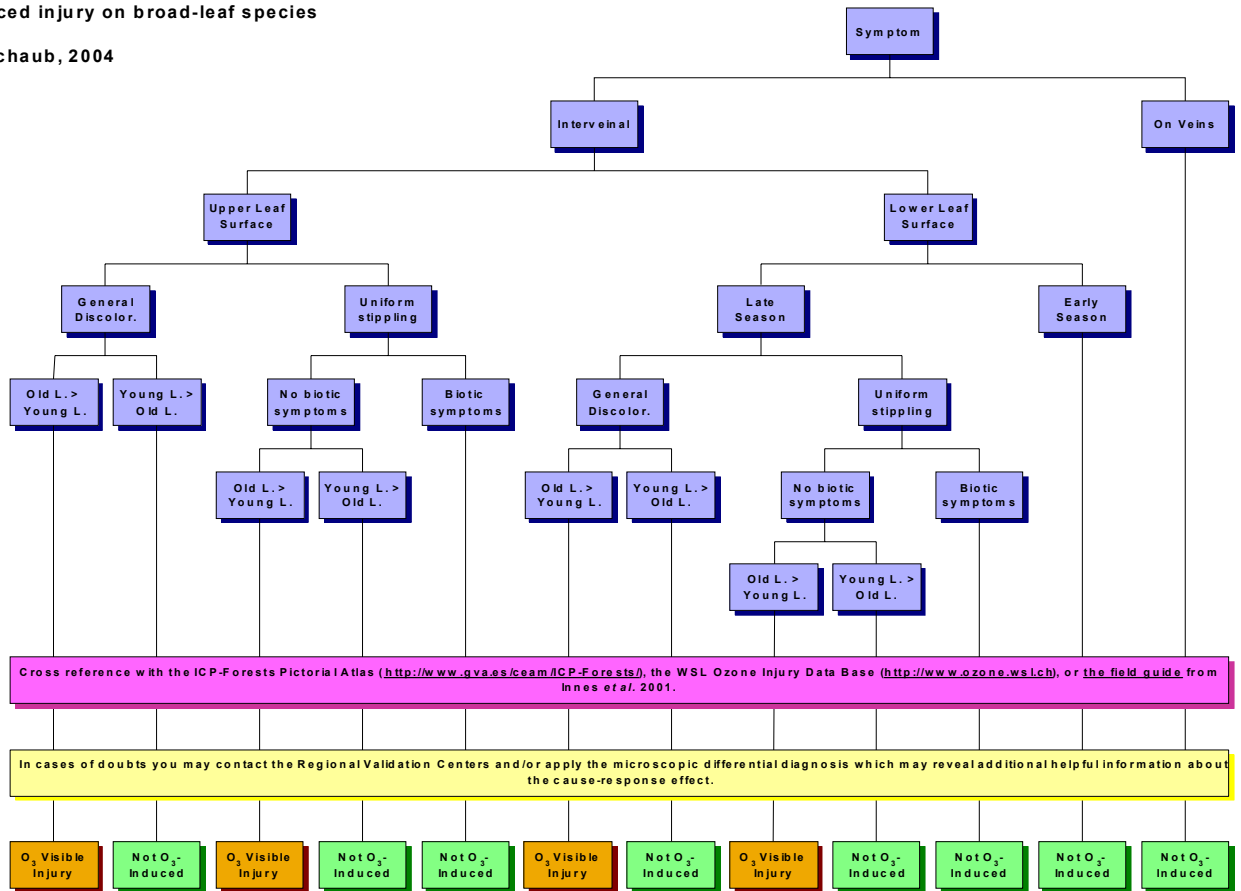 ced injury on broad-leaf species
chaub, 2004
Symptom
Interveinal
On Veins
Upper Leaf
Surface
Lower Leaf
Surface
General
Discolor.
Uniform
stippling
Late
Season
Early
Season
Old L. >
Young L.
Young L. >
Old L.
No biotic
symptoms
Biotic
symptoms
General
Discolor.
Uniform
stippling
Old L. >
Young L.
Young L. >
Old L.
Old L. >
Young L.
Young L. >
Old L.
No biotic
symptoms
Biotic
symptoms
Old L. >
Young L.
Young L. >
Old L.
Cross reference with the ICP-Forests Pictorial Atlas (http://www.gva.es/ceam/ICP-Forests/), the WSL Ozone Injury Data Base (http://www.ozone.wsl.ch), or the field guide from
Innes et al. 2001.
In cases of doubts you may contact the Regional Validation Centers and/or apply the microscopic differential diagnosis which may reveal additional helpful information about
the cause-response effect.
O3 Visible
Injury
Not O3-
Induced
O3 Visible
Injury
Not O3-
Induced
Not O3-
Induced
O3 Visible
Injury
Not O3-
Induced
O3 Visible
Injury
Not O3-
Induced
Not O3-
Induced
Not O3-
Induced
Not O3-
Induced